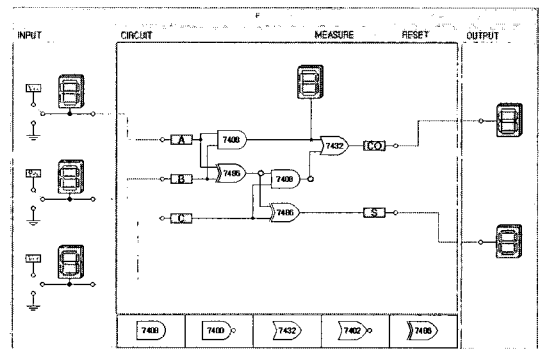 F
INPUT CIRCUIT MEASURE RESET OUTPUT
A 7408 7432 CO
B 7486 7408
C 7486 S
7408 7400 7432 7402 7486